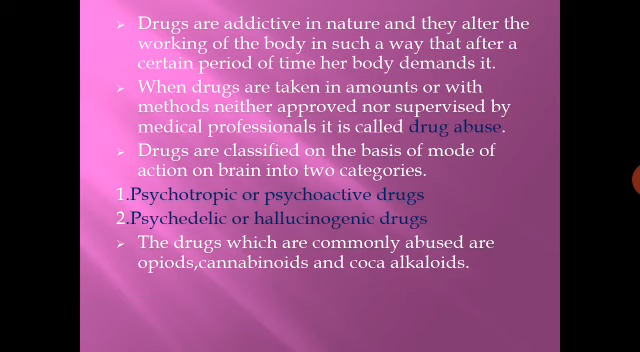 Drugs are addictive in nature and they alter the
working of the body in such a way that after a
certain period of time her body demands it.
When drugs are taken in amounts or with
methods neither approved nor supervised by
medical professionals it is called drug abuse.
Drugs are classified on the basis of mode of
action on brain into two categories.
1.Psychotropic or psychoactive drugs
2.Psychedelic or hallucinogenic drugs
The drugs which are commonly abused are
opiods,cannabinoids and coca alkaloids.